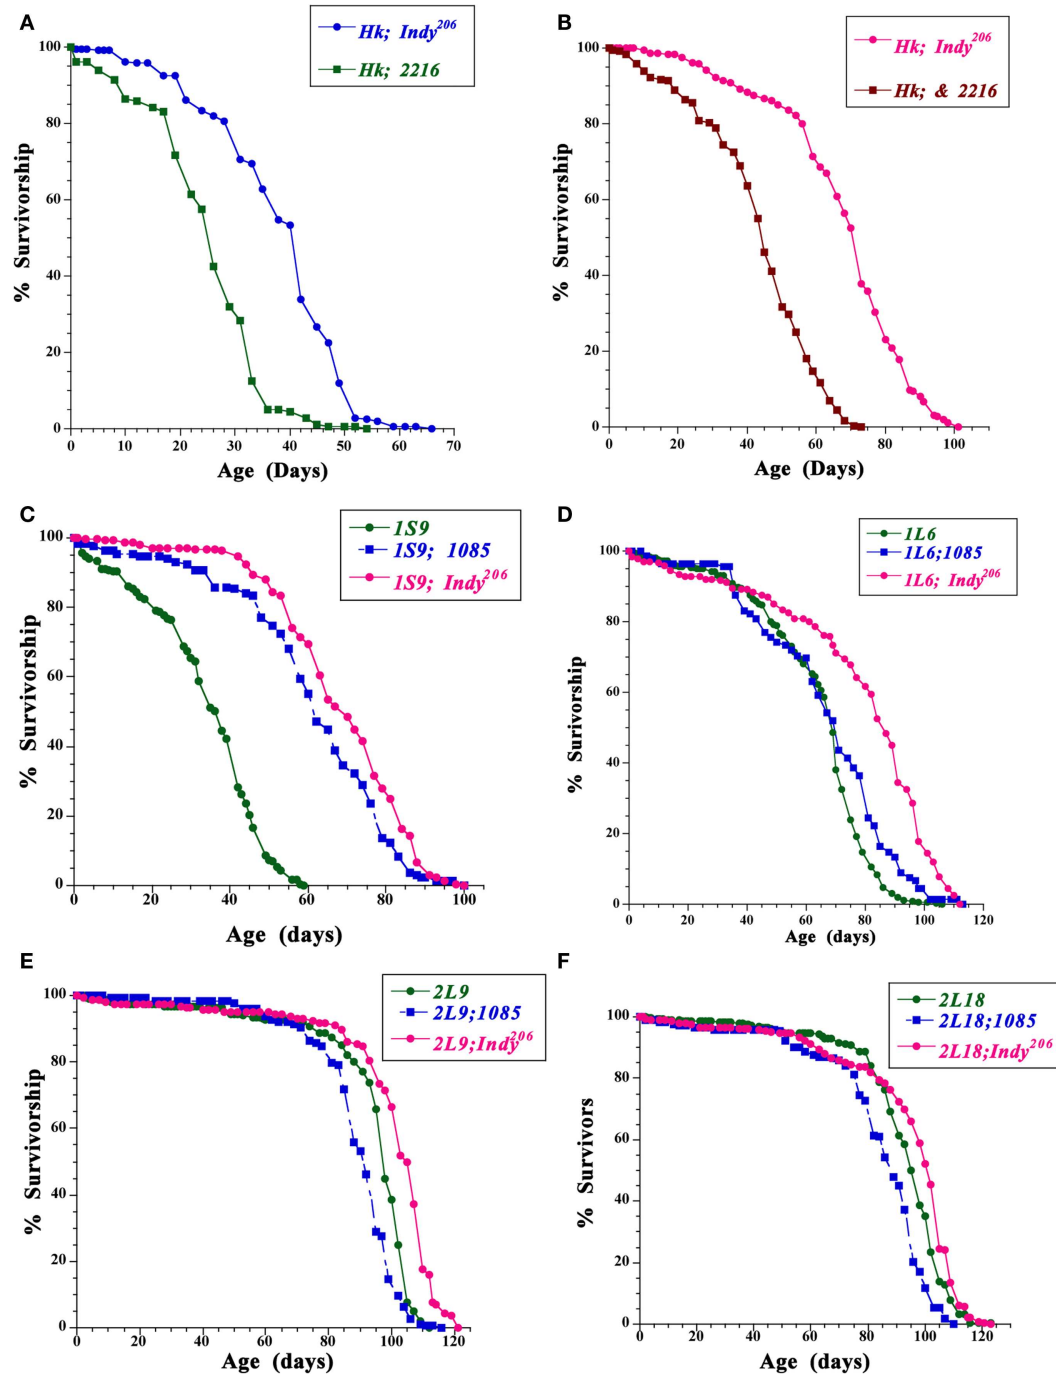 A
Hk; Indy206
Hk; 2216
100
80
60
40
20
0
% Survivorship
0 10 20 30 40 50 60 70
Age (Days)
B
Hk; Indy206
Hk; & 2216
100
80
60
40
20
0
% Survivorship
0 20 40 60 80 100
Age (Days)
C
1S9
1S9; 1085
1S9; Indy206
100
80
60
40
20
0
% Survivorship
0 20 40 60 80 100
Age (days)
D
1L6
1L6;1085
1L6; Indy206
100
80
60
40
20
0
% Surivorship
0 20 40 60 80 100 120
Age (days)
E
2L9
2L9;1085
2L9;Indy206
100
80
60
40
20
0
% Survivorship
0 20 40 60 80 100 120
Age (days)
F
2L18
2L18;1085
2L18;Indy206
100
80
60
40
20
0
% Survivors
0 20 40 60 80 100 120
Age (days)